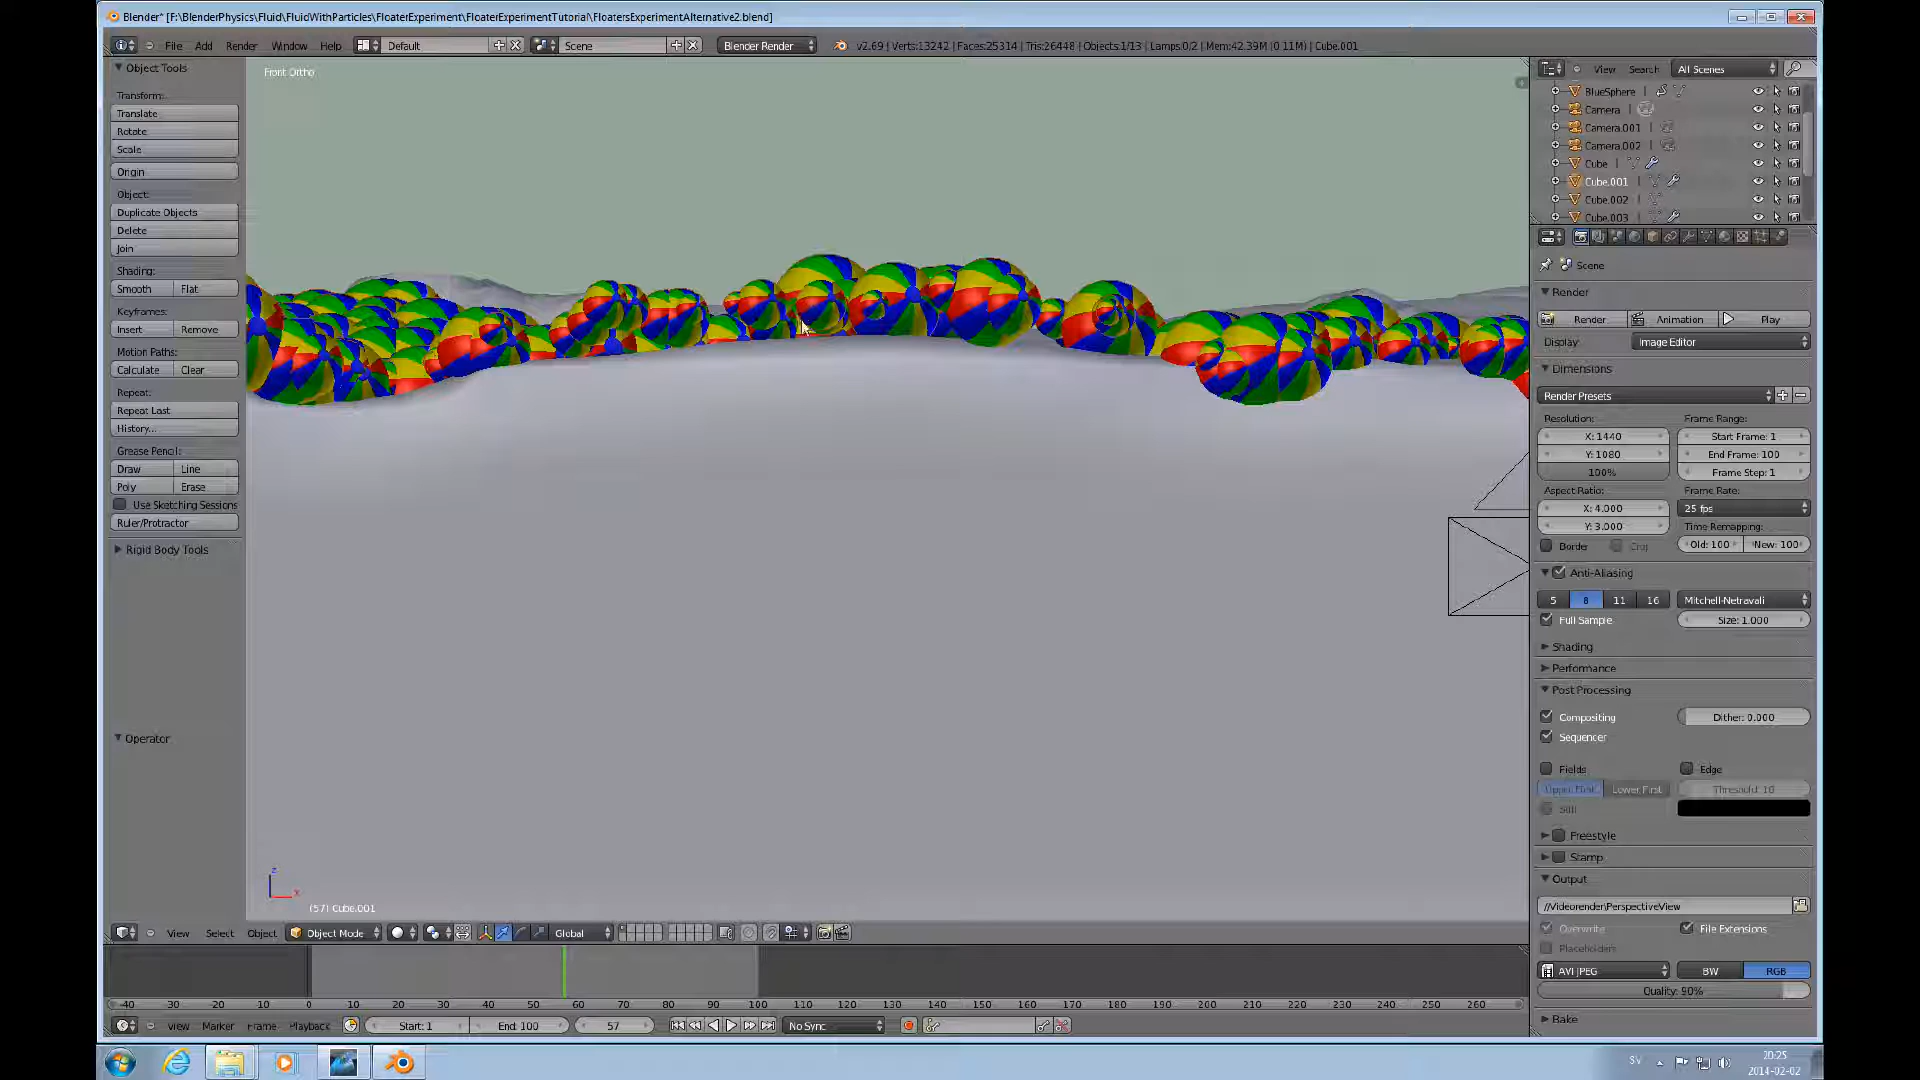 Blender* [F:\BlenderPhysics\Fluid\FluidWithParticles\FloaterExperiment\FloaterExperimentTutorial\FloatersExperimentAlternative2.blend]
File Add Render Window Help Default Scene Blender Render v2.69 | Verts:13242 | Faces:25314 | Tris:26448 | Objects:1/13 | Lamps:0/2 | Mem:42.39M (0.11M) | Cube.001
Object Tools
Transform:
Translate
Rotate
Scale
Origin
Object:
Duplicate Objects
Delete
Join
Shading:
Smooth Flat
Keyframes:
Insert Remove
Motion Paths:
Calculate Clear
Repeat:
Repeat Last
History...
Grease Pencil:
Draw Line
Poly Erase
Use Sketching Sessions
Ruler/Protractor
Rigid Body Tools
Operator
Front Ortho
(57) Cube.001
View Select Object Object Mode Global
-40 -30 -20 -10 0 10 20 30 40 50 60 70 80 90 100 110 120 130 140 150 160 170 180 190 200 210 220 230 240 250 260
View Marker Frame Playback Start: 1 End: 100 57 No Sync
View Search All Scenes
BlueSphere
Camera
Camera.001
Camera.002
Cube
Cube.001
Cube.002
Cube.003
Scene
Render
Render Animation Play
Display: Image Editor
Dimensions
Render Presets
Resolution: Frame Range:
X: 1440 Start Frame: 1
Y: 1080 End Frame: 100
100% Frame Step: 1
Aspect Ratio: Frame Rate:
X: 4.000 25 fps
Y: 3.000 Time Remapping:
Border Crop Old: 100 New: 100
Anti-Aliasing
5 8 11 16 Mitchell-Netravali
Full Sample Size: 1.000
Shading
Performance
Post Processing
Compositing Dither: 0.000
Sequencer
Fields Edge
Upper First Lower First Threshold: 10
Still
Freestyle
Stamp
Output
//Videorender\PerspectiveView
Overwrite File Extensions
Placeholders
AVI JPEG BW RGB
Quality: 90%
Bake
SV 20:25
2014-02-02